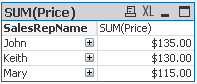 SUM(Price) XL
SalesRepName SUM(Price)
John $135.00
Keith $130.00
Mary $115.00